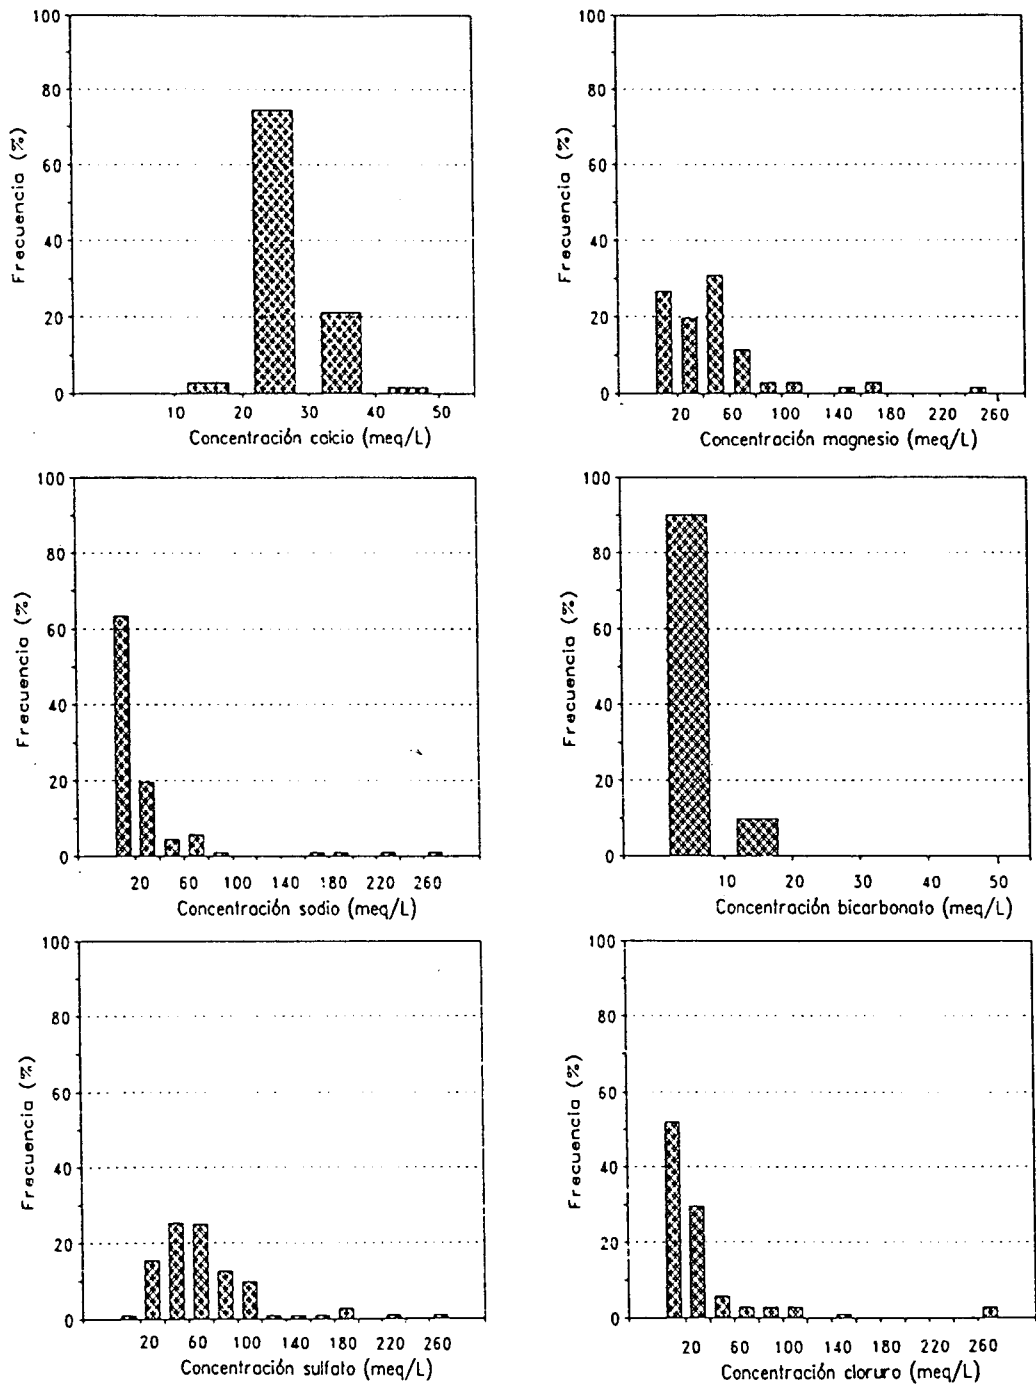 100
80
60
40
20
0
Frecuencia (%)
10 20 30 40 50
Concentración calcio (meq/L)
100
80
60
40
20
0
Frecuencia (%)
20 60 100 140 180 220 260
Concentración magnesio (meq/L)
100
80
60
40
20
0
Frecuencia (%)
20 60 100 140 180 220 260
Concentración sodio (meq/L)
100
80
60
40
20
0
Frecuencia (%)
10 20 30 40 50
Concentración bicarbonato (meq/L)
100
80
60
40
20
0
Frecuencia (%)
20 60 100 140 180 220 260
Concentración sulfato (meq/L)
100
80
60
40
20
0
Frecuencia (%)
20 60 100 140 180 220 260
Concentración cloruro (meq/L)